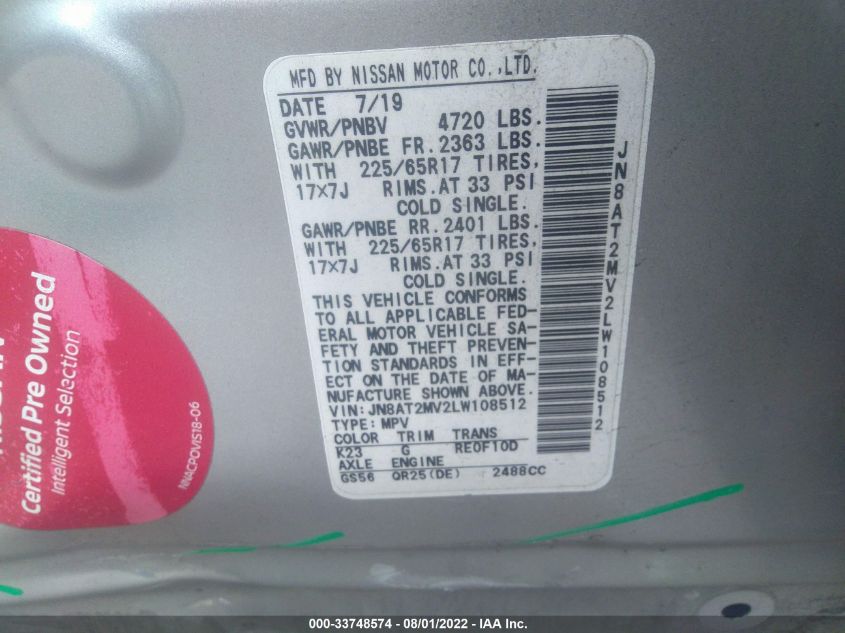 MFD BY NISSAN MOTOR CO.,LTD.
DATE 7/19
GVWR/PNBV 4720 LBS.
GAWR/PNBE FR. 2363 LBS.
WITH 225/65R17 TIRES,
17×7J RIMS. AT 33 PSI
COLD SINGLE.
GAWR/PNBE RR. 2401 LBS.
WITH 225/65R17 TIRES,
17×7J RIMS. AT 33 PSI
COLD SINGLE.
THIS VEHICLE CONFORMS
TO ALL APPLICABLE FED-
ERAL MOTOR VEHICLE SA-
FETY AND THEFT PREVEN-
TION STANDARDS IN EFF-
ECT ON THE DATE OF MA-
NUFACTURE SHOWN ABOVE.
VIN: JN8AT2MV2LW108512
TYPE: MPV
COLOR TRIM TRANS
K23 G RE0F10D
AXLE ENGINE
GS56 QR25(DE) 2488CC
JN8AT2MV2LW108512
Certified Pre Owned
Intelligent Selection
NNACPOVIS18-06
000-33748574 // 08/01/2022 // IAA Inc.